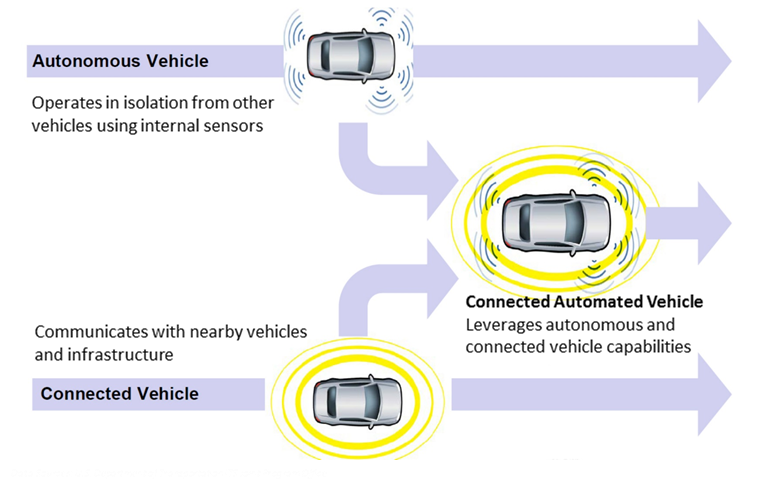 Autonomous Vehicle
Operates in isolation from other
vehicles using internal sensors
Connected Automated Vehicle
Leverages autonomous and
connected vehicle capabilities
Communicates with nearby vehicles
and infrastructure
Connected Vehicle